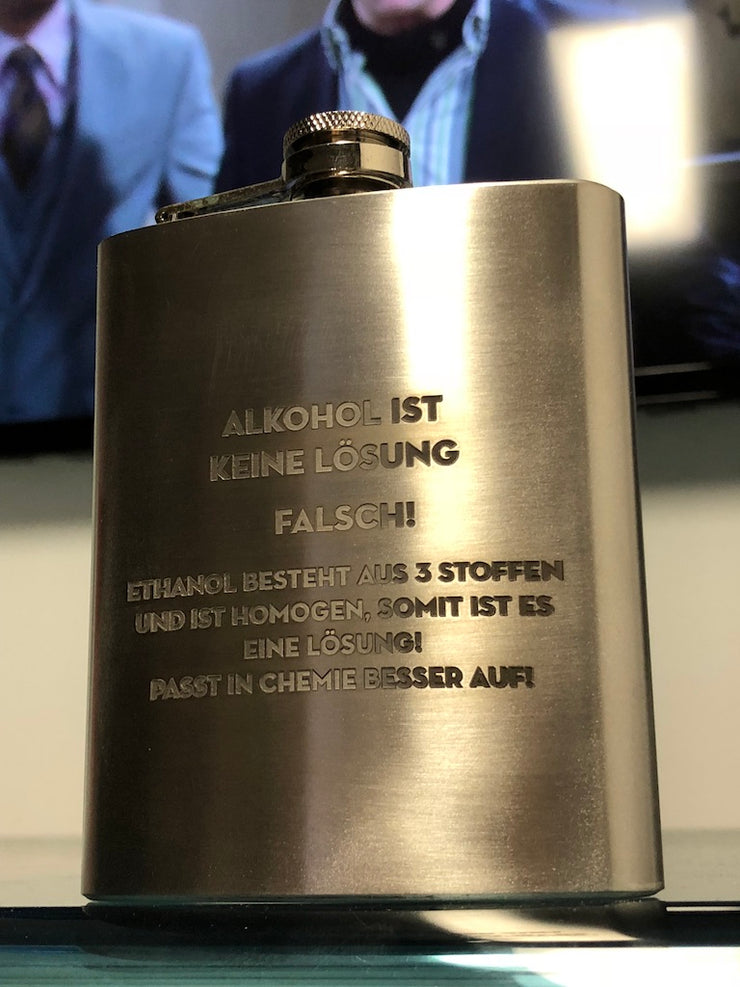 ALKOHOL IST
KEINE LÖSUNG
FALSCH!
ETHANOL BESTEHT AUS 3 STOFFEN
UND IST HOMOGEN, SOMIT IST ES
EINE LÖSUNG!
PASST IN CHEMIE BESSER AUF!